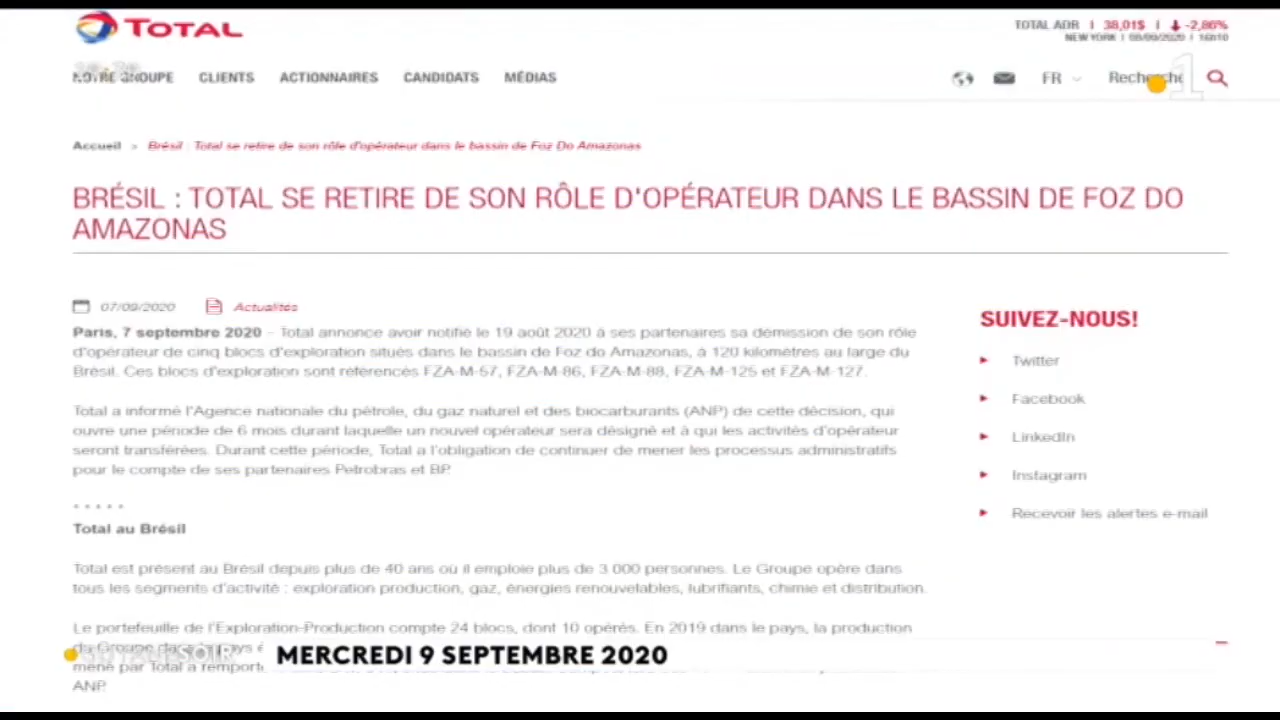 TOTAL
TOTAL ADR | 38,01$ | -2,86%
NEW YORK | 08/09/2020 | 16h10
NOTRE GROUPE CLIENTS ACTIONNAIRES CANDIDATS MÉDIAS
FR Recherche
1
Accueil > Brésil : Total se retire de son rôle d'opérateur dans le bassin de Foz Do Amazonas
BRÉSIL : TOTAL SE RETIRE DE SON RÔLE D'OPÉRATEUR DANS LE BASSIN DE FOZ DO
AMAZONAS
07/09/2020 Actualités
Paris, 7 septembre 2020 – Total annonce avoir notifié le 19 août 2020 à ses partenaires sa démission de son rôle
d'opérateur de cinq blocs d'exploration situés dans le bassin de Foz do Amazonas, à 120 kilomètres au large du
Brésil. Ces blocs d'exploration sont référencés FZA-M-57, FZA-M-86, FZA-M-88, FZA-M-125 et FZA-M-127.
Total a informé l'Agence nationale du pétrole, du gaz naturel et des biocarburants (ANP) de cette décision, qui
ouvre une période de 6 mois durant laquelle un nouvel opérateur sera désigné et à qui les activités d'opérateur
seront transférées. Durant cette période, Total a l'obligation de continuer de mener les processus administratifs
pour le compte de ses partenaires Petrobras et BP.
* * * * *
Total au Brésil
Total est présent au Brésil depuis plus de 40 ans où il emploie plus de 3 000 personnes. Le Groupe opère dans
tous les segments d'activité : exploration production, gaz, énergies renouvelables, lubrifiants, chimie et distribution.
Le portefeuille de l'Exploration-Production compte 24 blocs, dont 10 opérés. En 2019 dans le pays, la production
du Groupe dans le pays
mené par Total a remporté
ANP.
SUIVEZ-NOUS!
Twitter
Facebook
LinkedIn
Instagram
Recevoir les alertes e-mail
SOIR
MERCREDI 9 SEPTEMBRE 2020